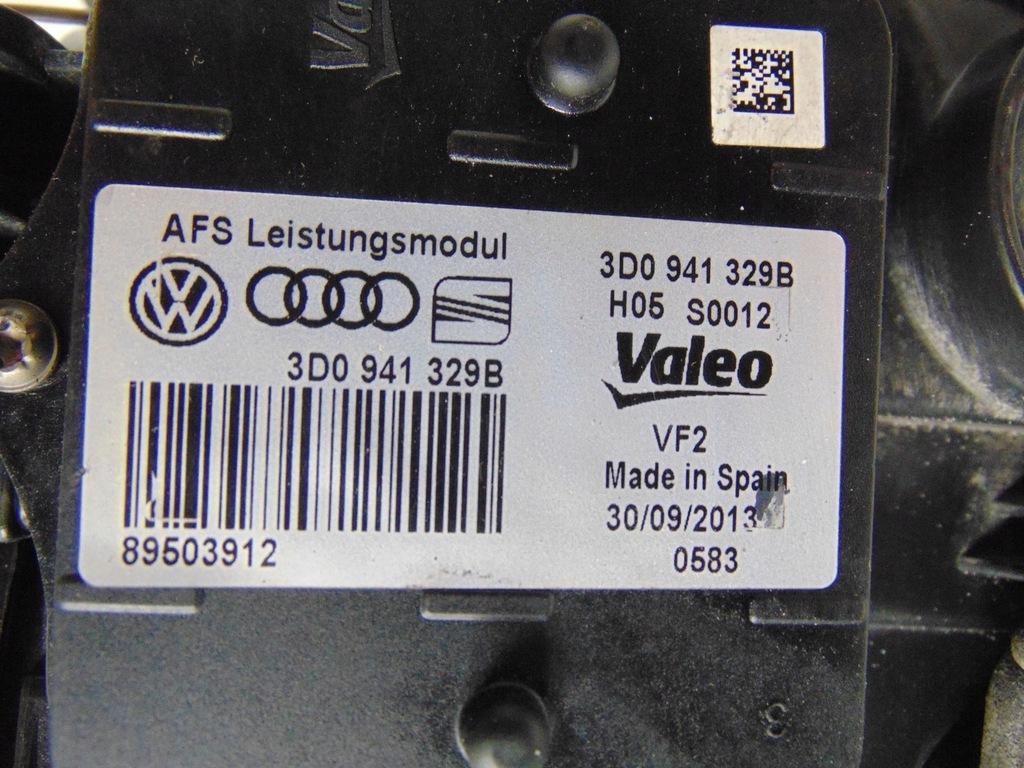 Valeo
AFS Leistungsmodul
3D0 941 329B
89503912
3D0 941 329B
H05 S0012
Valeo
VF2
Made in Spain
30/09/2013
0583